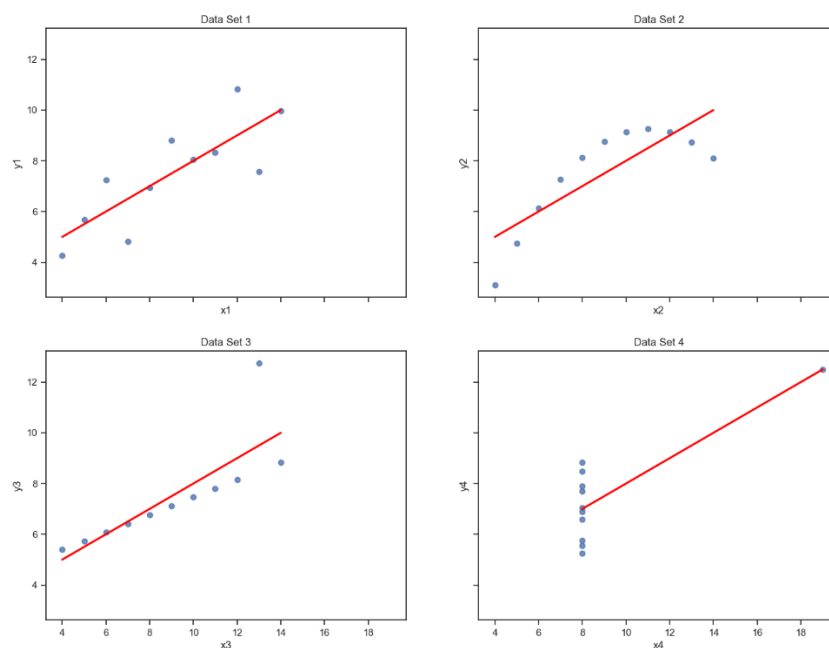 Data Set 1
12
10
8
6
4
y1
x1
Data Set 2
y2
x2
Data Set 3
12
10
8
6
4
y3
4 6 8 10 12 14 16 18
x3
Data Set 4
y4
4 6 8 10 12 14 16 18
x4